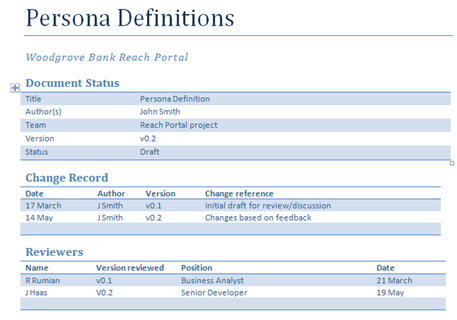 Persona Definitions
Woodgrove Bank Reach Portal
Document Status
Title Persona Definition
Author(s) John Smith
Team Reach Portal project
Version v0.2
Status Draft
Change Record
Date Author Version Change reference
17 March J Smith v0.1 Initial draft for review/discussion
14 May J Smith v0.2 Changes based on feedback
Reviewers
Name Version reviewed Position Date
R Rumian v0.1 Business Analyst 21 March
J Haas V0.2 Senior Developer 19 May